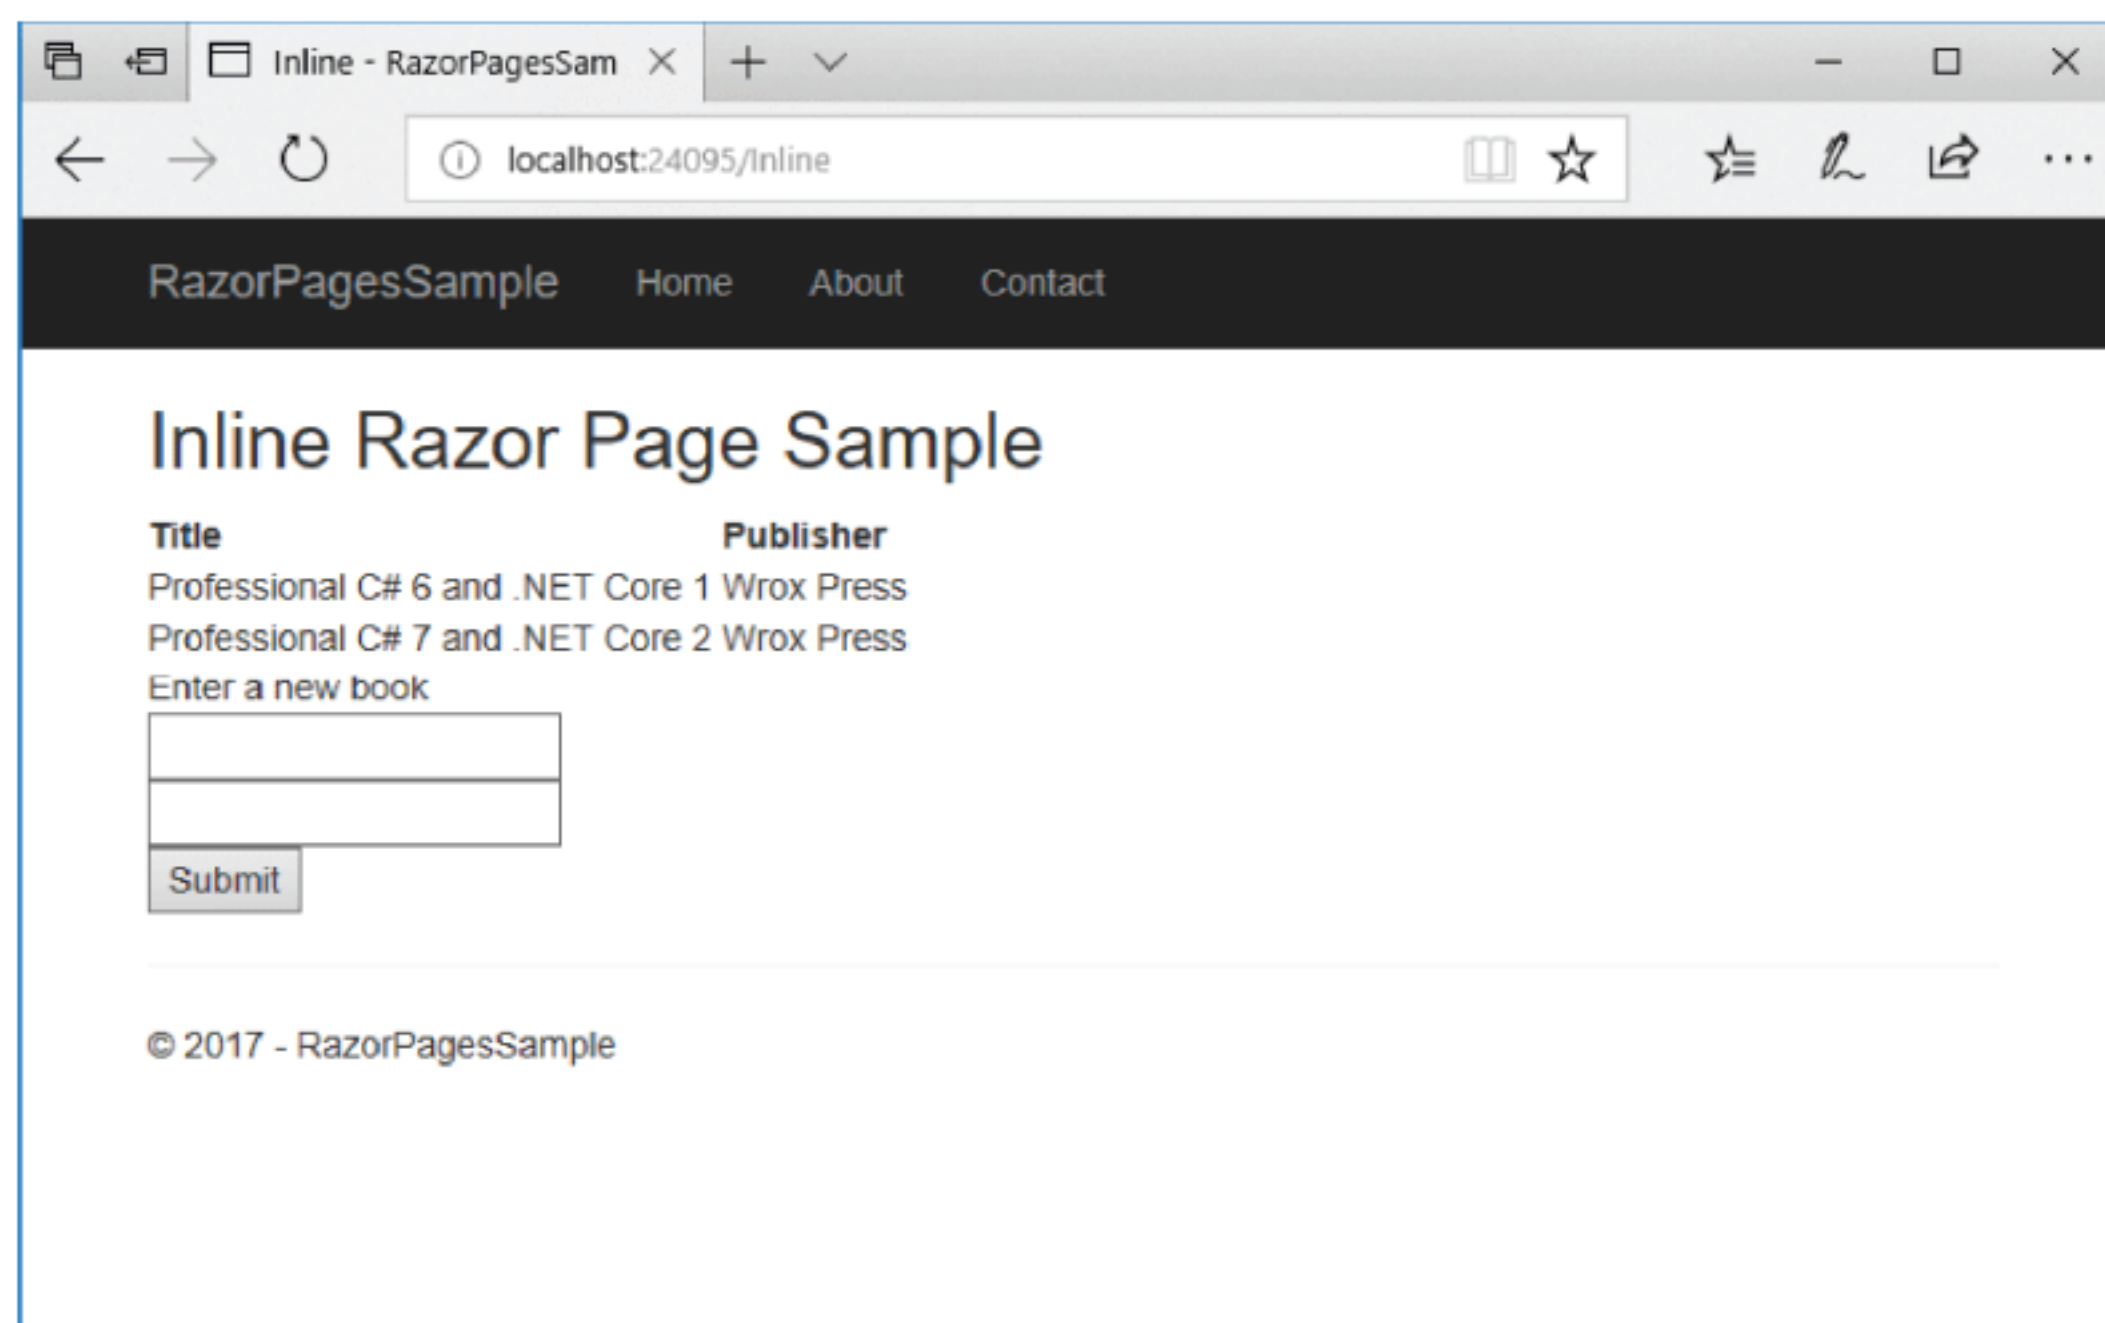 Inline - RazorPagesSam
localhost:24095/Inline
RazorPagesSample Home About Contact
Inline Razor Page Sample
Title Publisher
Professional C# 6 and .NET Core 1 Wrox Press
Professional C# 7 and .NET Core 2 Wrox Press
Enter a new book
Submit
© 2017 - RazorPagesSample